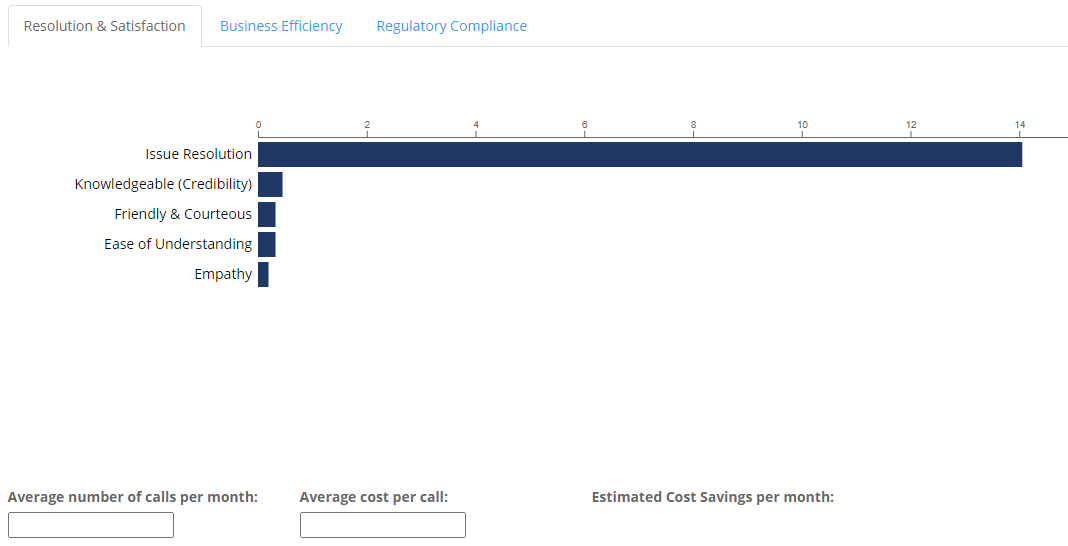 Resolution & Satisfaction Business Efficiency Regulatory Compliance
0 2 4 6 8 10 12 14
Issue Resolution
Knowledgeable (Credibility)
Friendly & Courteous
Ease of Understanding
Empathy
Average number of calls per month: Average cost per call: Estimated Cost Savings per month: